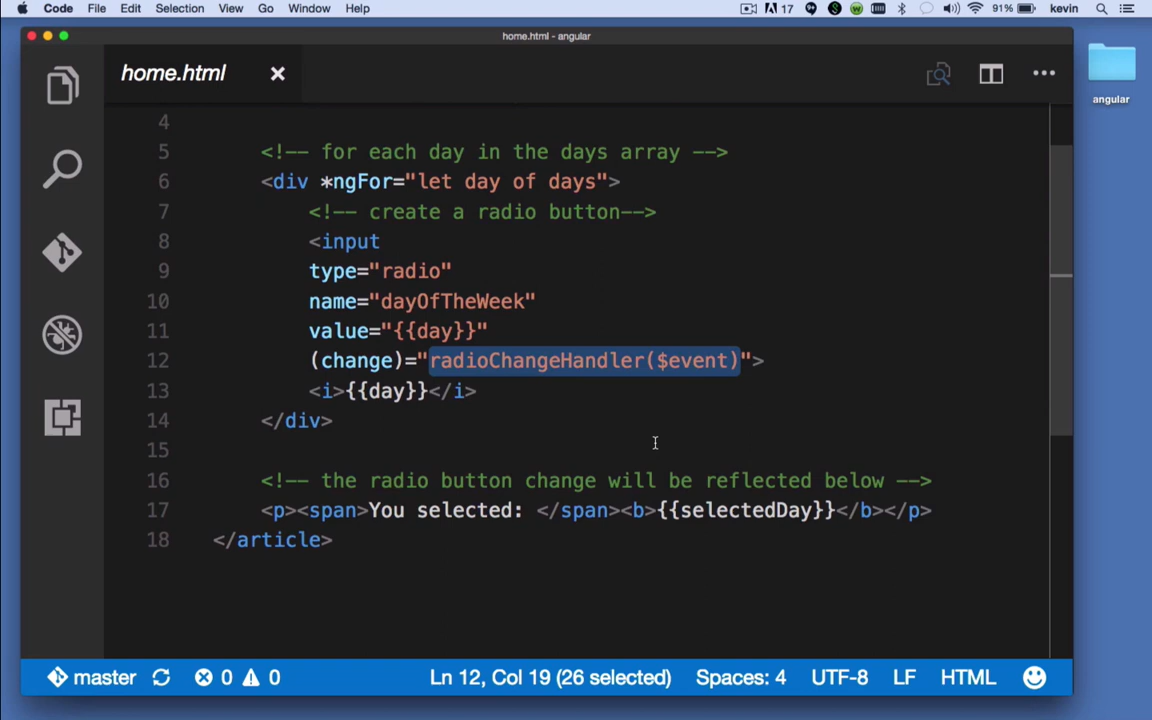 Code File Edit Selection View Go Window Help 17 91% kevin
home.html - angular
home.html
angular
4
5 <!-- for each day in the days array -->
6 <div *ngFor="let day of days">
7 <!-- create a radio button-->
8 <input
9 type="radio"
10 name="dayOfTheWeek"
11 value="{{day}}"
12 (change)="radioChangeHandler($event)">
13 <i>{{day}}</i>
14 </div>
15
16 <!-- the radio button change will be reflected below -->
17 <p><span>You selected: </span><b>{{selectedDay}}</b></p>
18 </article>
master 0 0 Ln 12, Col 19 (26 selected) Spaces: 4 UTF-8 LF HTML